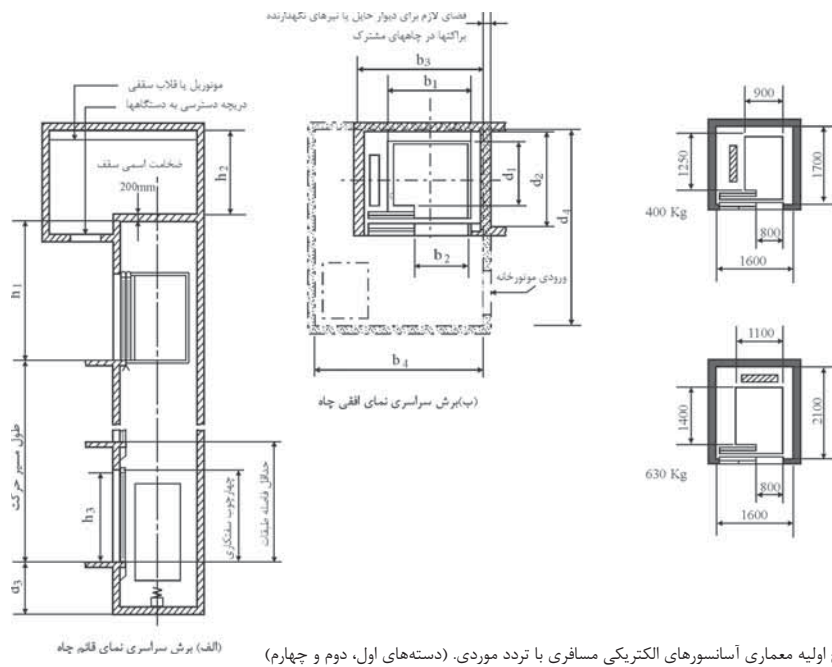 فضای لازم برای دیوار حایل یا تیرهای نگهدارنده
براکتها در چاههای مشترک
مونوریل یا قلاب سقفی
دریچه دسترسی به دستگاهها
ضخامت اسمی سقف
200mm
h2
h1
طول مسیر حرکت
h3
d3
چهارچوب سفتکاری
حداقل فاصله طبقات
(الف) برش سراسری نمای قائم چاه
b3
b1
d1
d2
d4
b2
ورودی موتورخانه
b4
(ب)برش سراسری نمای افقی چاه
900
1250
1700
400 Kg
800
1600
1100
1400
2100
630 Kg
800
1600
اولیه معماری آسانسورهای الکتریکی مسافری با تردد موردی. (دسته‌های اول، دوم و چهارم)